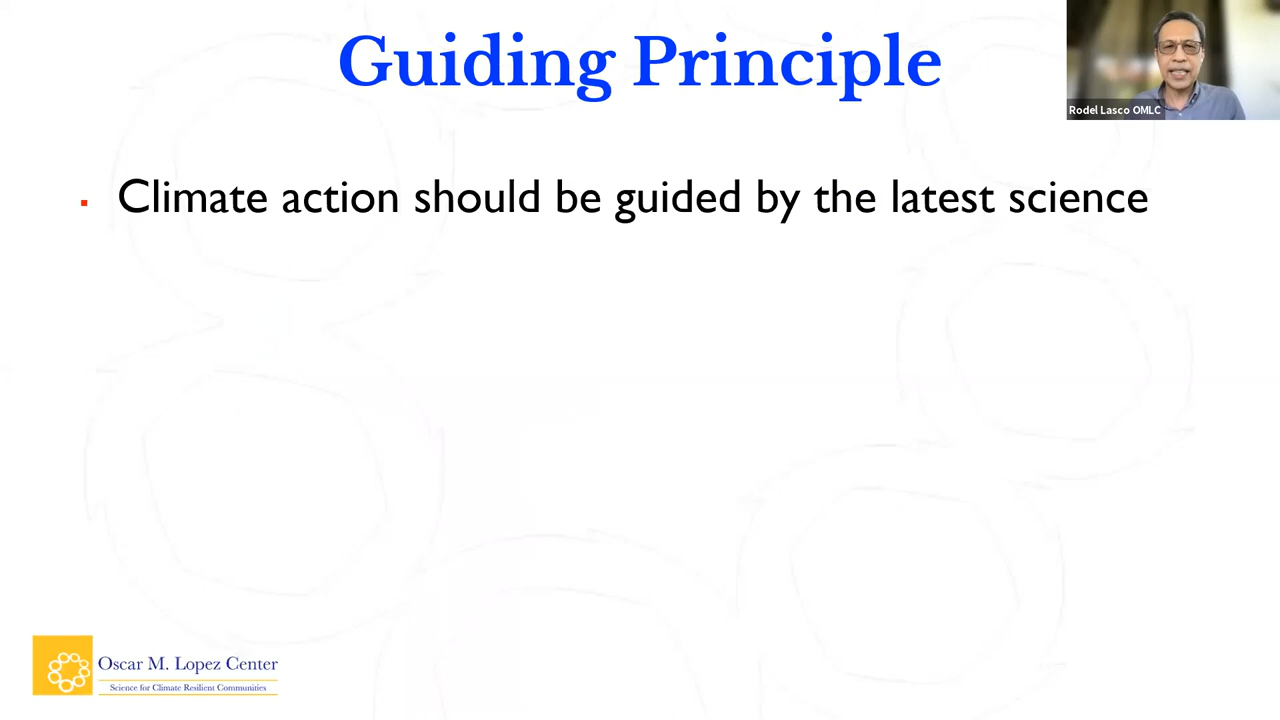 Guiding Principle
Rodel Lasco OMLC
▪ Climate action should be guided by the latest science
Oscar M. Lopez Center
Science for Climate Resilient Communities